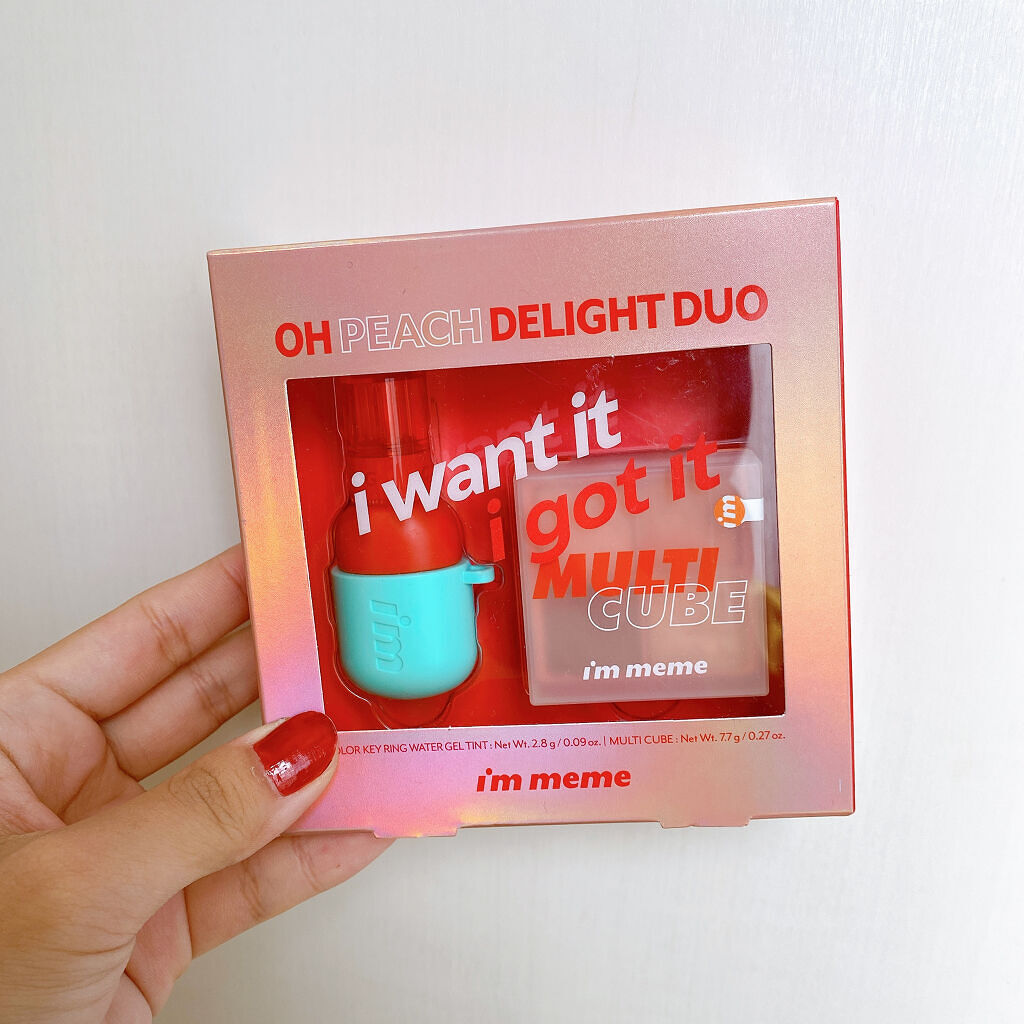 OH PEACH DELIGHT DUO
i want it
i got it
MULTI
CUBE
i'm
i'm
i'm meme
KEY RING WATER GEL TINT : Net Wt. 2.8 g / 0.09 oz. | MULTI CUBE : Net Wt. 7.7 g / 0.27 oz.
i'm meme